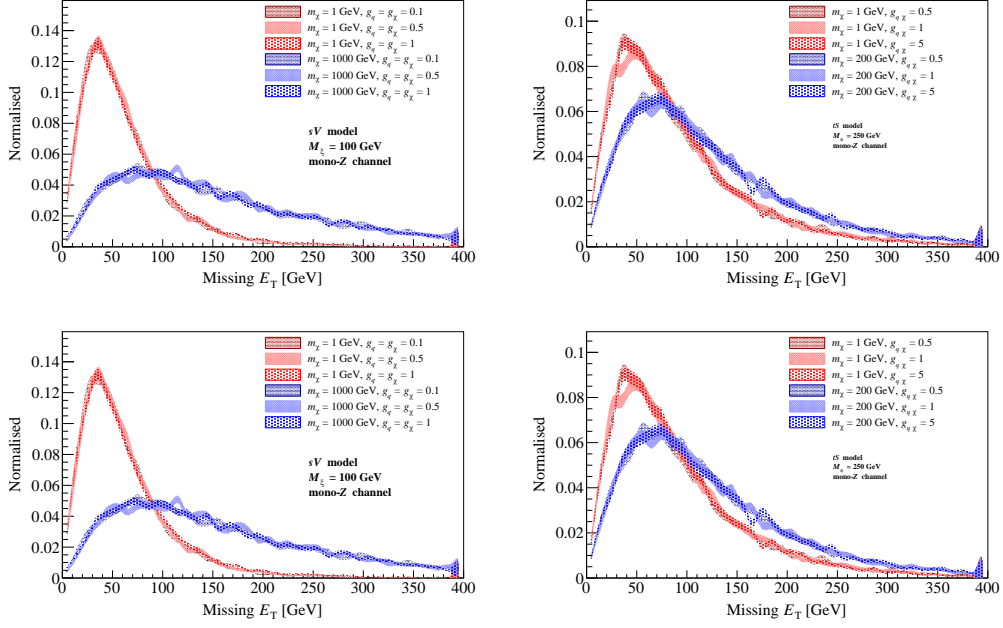 Normalised
0.14
0.12
0.1
0.08
0.06
0.04
0.02
0
mχ = 1 GeV, gq = gχ = 0.1
mχ = 1 GeV, gq = gχ = 0.5
mχ = 1 GeV, gq = gχ = 1
mχ = 1000 GeV, gq = gχ = 0.1
mχ = 1000 GeV, gq = gχ = 0.5
mχ = 1000 GeV, gq = gχ = 1
sV model
Mξ = 100 GeV
mono-Z channel
0 50 100 150 200 250 300 350 400
Missing ET [GeV]
Normalised
0.1
0.08
0.06
0.04
0.02
0
mχ = 1 GeV, gq χ = 0.5
mχ = 1 GeV, gq χ = 1
mχ = 1 GeV, gq χ = 5
mχ = 200 GeV, gq χ = 0.5
mχ = 200 GeV, gq χ = 1
mχ = 200 GeV, gq χ = 5
tS model
Mφ = 250 GeV
mono-Z channel
0 50 100 150 200 250 300 350 400
Missing ET [GeV]
Normalised
0.14
0.12
0.1
0.08
0.06
0.04
0.02
0
mχ = 1 GeV, gq = gχ = 0.1
mχ = 1 GeV, gq = gχ = 0.5
mχ = 1 GeV, gq = gχ = 1
mχ = 1000 GeV, gq = gχ = 0.1
mχ = 1000 GeV, gq = gχ = 0.5
mχ = 1000 GeV, gq = gχ = 1
sV model
Mξ = 100 GeV
mono-Z channel
0 50 100 150 200 250 300 350 400
Missing ET [GeV]
Normalised
0.1
0.08
0.06
0.04
0.02
0
mχ = 1 GeV, gq χ = 0.5
mχ = 1 GeV, gq χ = 1
mχ = 1 GeV, gq χ = 5
mχ = 200 GeV, gq χ = 0.5
mχ = 200 GeV, gq χ = 1
mχ = 200 GeV, gq χ = 5
tS model
Mφ = 250 GeV
mono-Z channel
0 50 100 150 200 250 300 350 400
Missing ET [GeV]